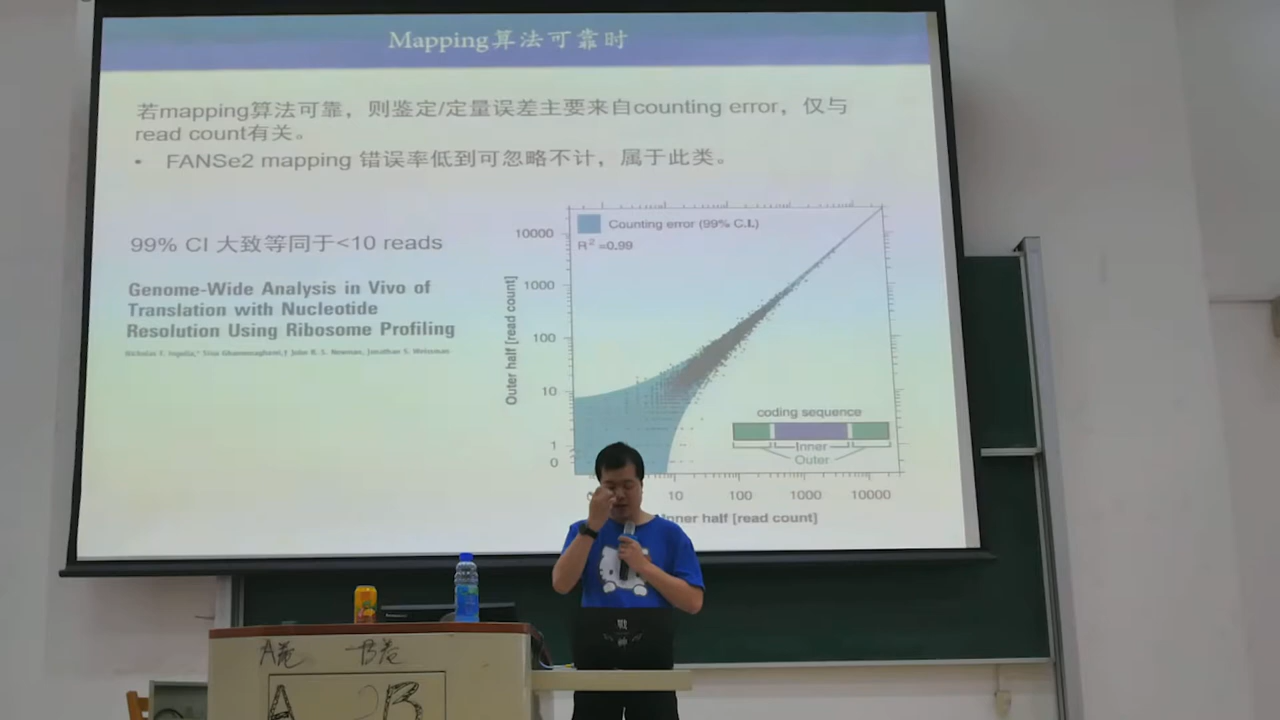 Mapping算法可靠时
若mapping算法可靠，则鉴定/定量误差主要来自counting error，仅与
read count有关。
• FANSe2 mapping 错误率低到可忽略不计，属于此类。
99% CI 大致等同于<10 reads
Genome-Wide Analysis in Vivo of
Translation with Nucleotide
Resolution Using Ribosome Profiling
Counting error (99% C.I.)
R²=0.99
Outer half [read count]
10000
1000
100
10
1
0
coding sequence
Inner
Outer
10
100
1000
10000
Inner half [read count]
战
神
A卷
B卷
A
B